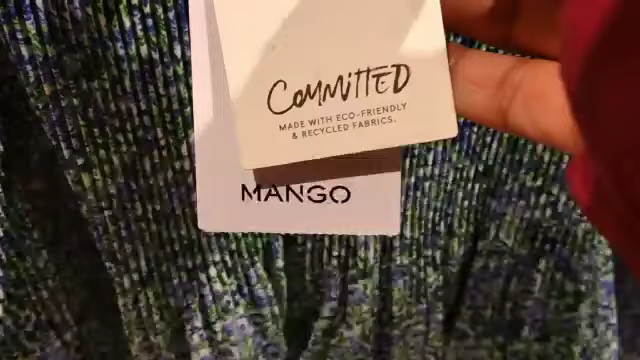 COMMITTED
MADE WITH ECO-FRIENDLY
& RECYCLED FABRICS.
MANGO